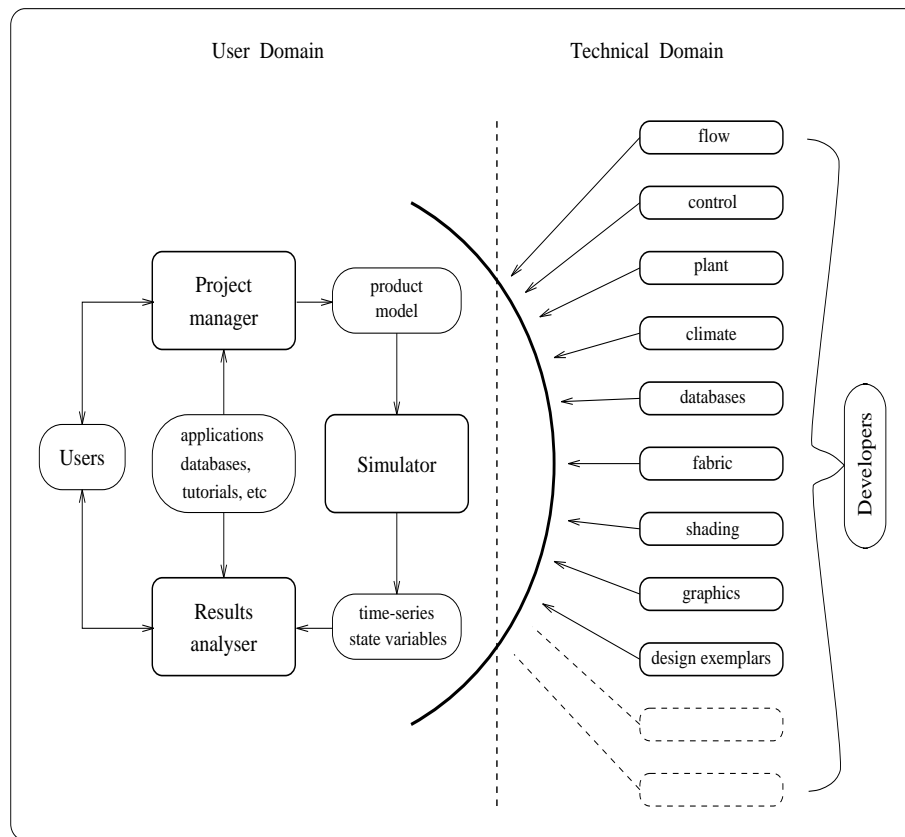 User Domain
Technical Domain
flow
control
plant
climate
databases
fabric
shading
graphics
design exemplars
Developers
Project
manager
product
model
Users
applications
databases,
tutorials, etc
Simulator
Results
analyser
time-series
state variables